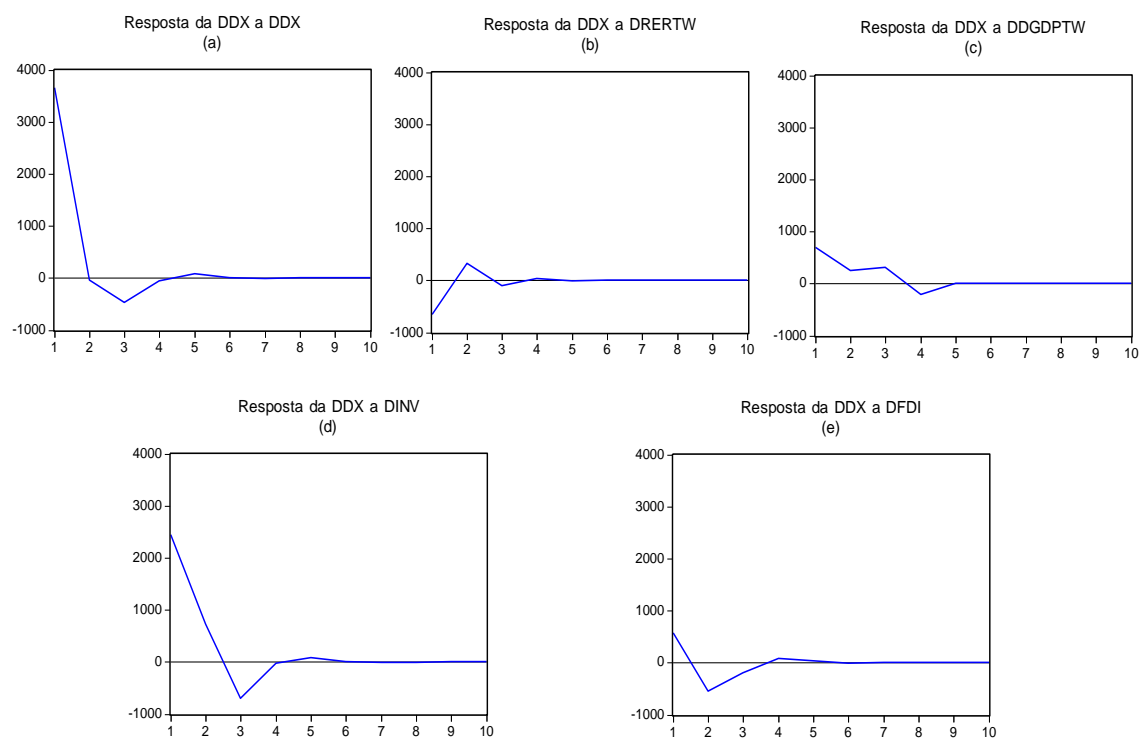 Resposta da DDX a DDX
(a)
4000
3000
2000
1000
0
-1000
1 2 3 4 5 6 7 8 9 10
Resposta da DDX a DRERTW
(b)
4000
3000
2000
1000
0
-1000
1 2 3 4 5 6 7 8 9 10
Resposta da DDX a DDGDPTW
(c)
4000
3000
2000
1000
0
-1000
1 2 3 4 5 6 7 8 9 10
Resposta da DDX a DINV
(d)
4000
3000
2000
1000
0
-1000
1 2 3 4 5 6 7 8 9 10
Resposta da DDX a DFDI
(e)
4000
3000
2000
1000
0
-1000
1 2 3 4 5 6 7 8 9 10